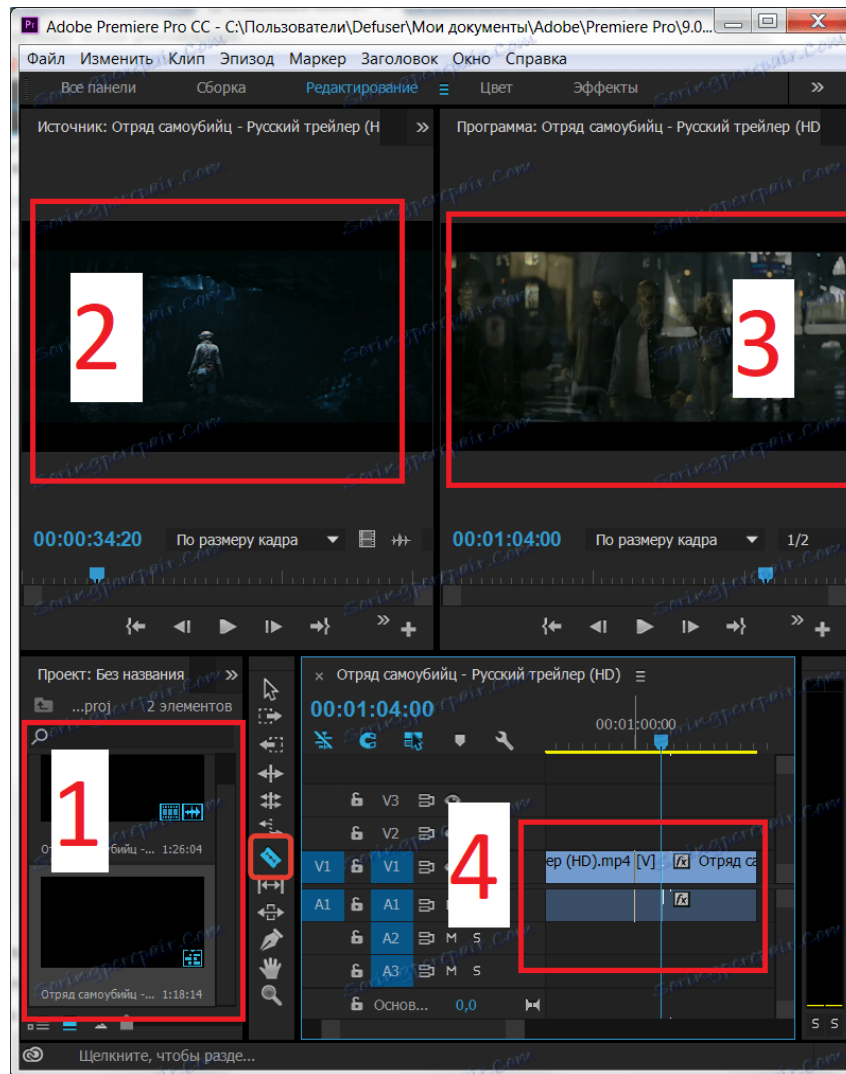 Adobe Premiere Pro CC - C:\Пользователи\Defuser\Мои документы\Adobe\Premiere Pro\9.0...
Файл Изменить Клип Эпизод Маркер Заголовок Окно Справка
Все панели Сборка Редактирование Цвет Эффекты
Источник: Отряд самоубийц - Русский трейлер (H
Программа: Отряд самоубийц - Русский трейлер (HD
2
3
00:00:34:20 По размеру кадра
00:01:04:00 По размеру кадра 1/2
Проект: Без названия
...proj 2 элементов
1
убийц -... 1:26:04
Отряд самоубийц -... 1:18:14
× Отряд самоубийц - Русский трейлер (HD)
00:01:04:00
00:01:00:00
4
V3
V2
V1 V1
ер (HD).mp4 [V] fx Отряд са
A1 A1 fx
A2 M S
A3 M S
Основ... 0,0
S S
Щелкните, чтобы разде...
soringpcrepair.com